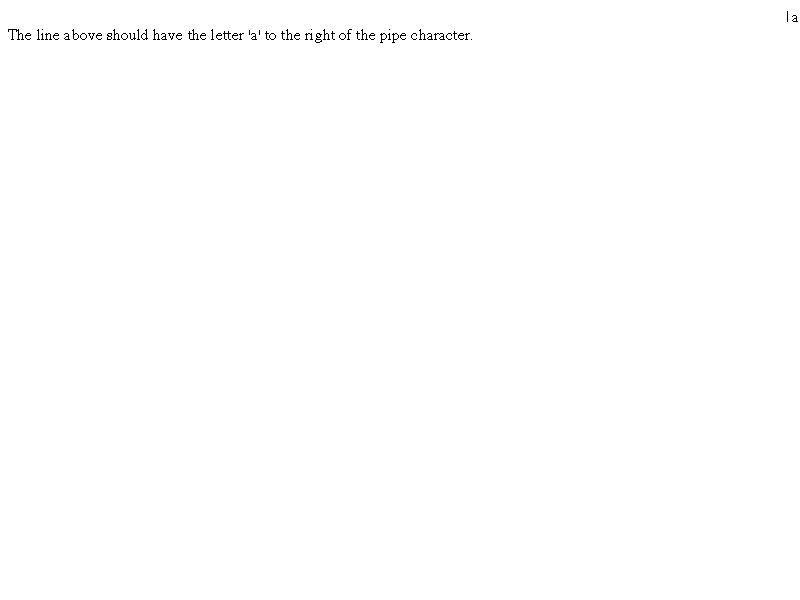 |a
The line above should have the letter 'a' to the right of the pipe character.